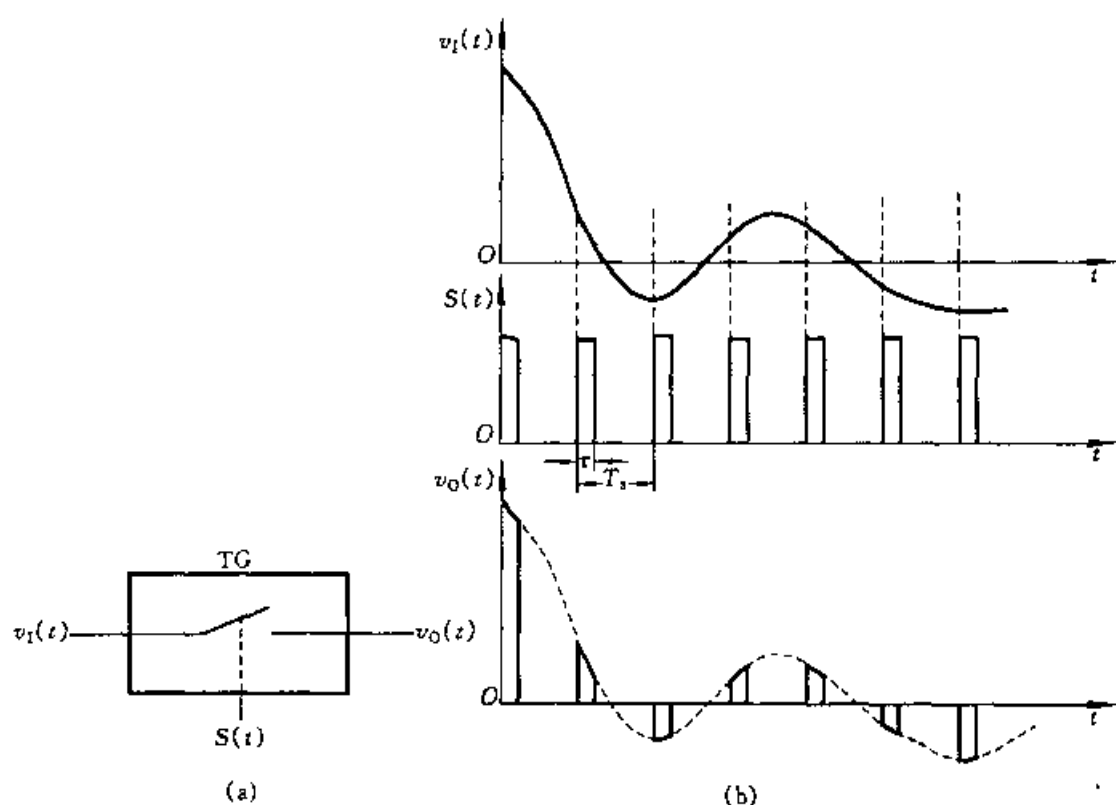 v_I(t)
O
t
S(t)
O
t
τ
T_s
v_O(t)
O
t
TG
v_I(t)
v_O(t)
S(t)
(a)
(b)